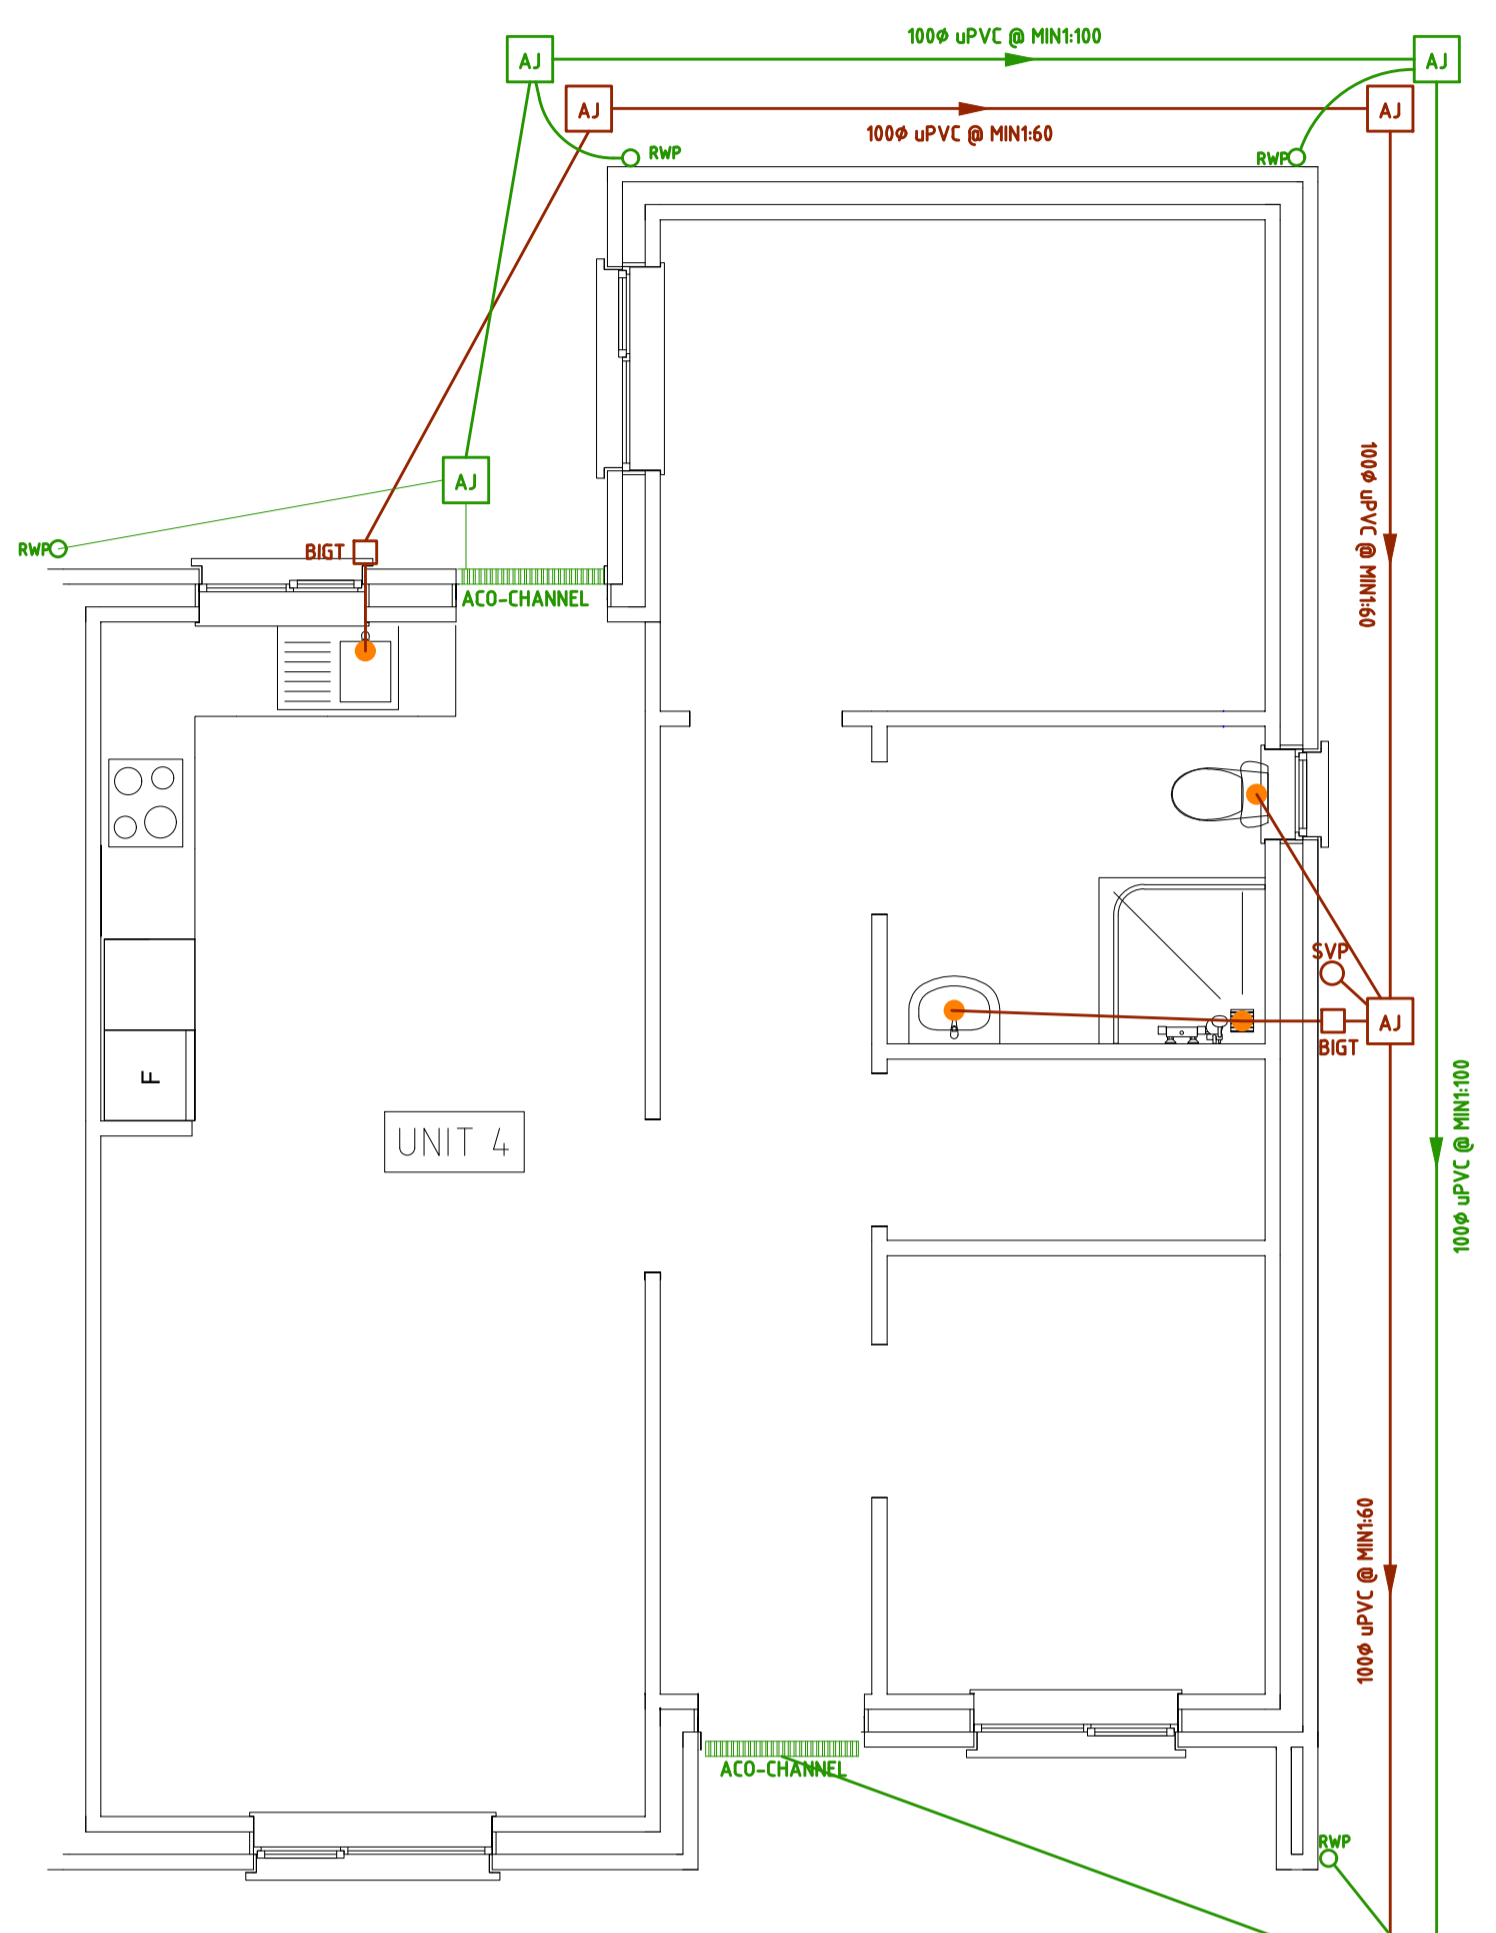 100Ø uPVC @ MIN1:100
AJ
AJ
AJ
AJ
100Ø uPVC @ MIN1:60
RWP
RWP
100Ø uPVC @ MIN1:60
AJ
RWP
BIGT
ACO-CHANNEL
SVP
AJ
BIGT
F
UNIT 4
100Ø uPVC @ MIN1:100
100Ø uPVC @ MIN1:60
ACO-CHANNEL
RWP